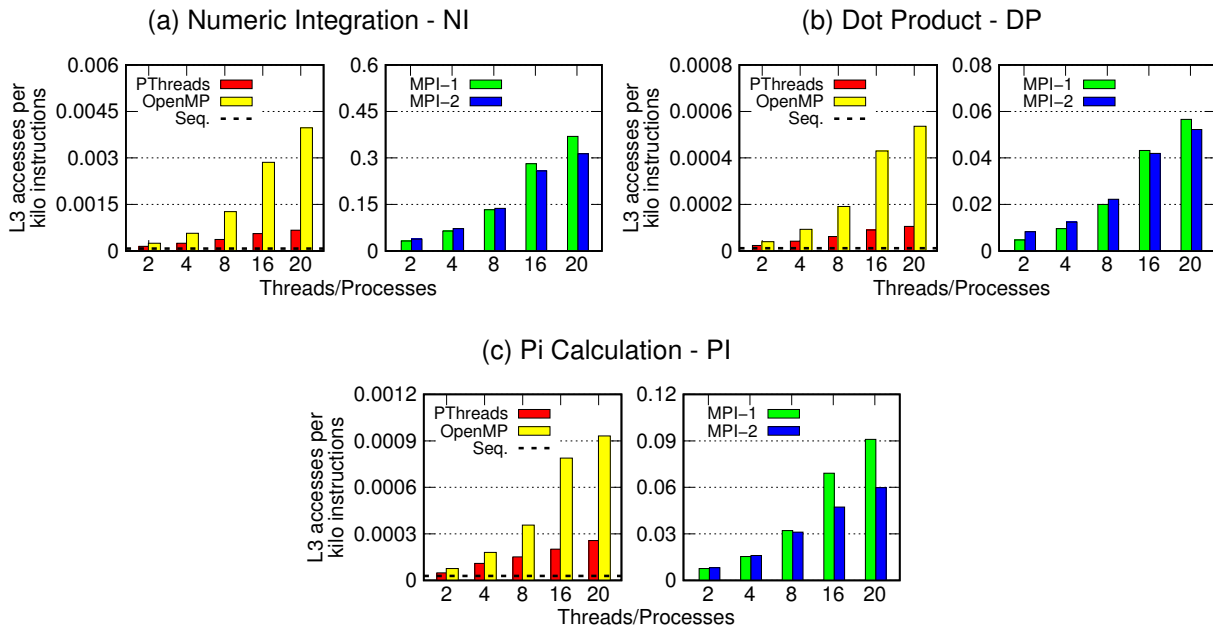 (a) Numeric Integration - NI
L3 accesses per
kilo instructions
0.006
0.0045
0.003
0.0015
0
PThreads
OpenMP
Seq.
2 4 8 16 20
0.6
0.45
0.3
0.15
0
MPI-1
MPI-2
2 4 8 16 20
Threads/Processes
(b) Dot Product - DP
L3 accesses per
kilo instructions
0.0008
0.0006
0.0004
0.0002
0
PThreads
OpenMP
Seq.
2 4 8 16 20
0.08
0.06
0.04
0.02
0
MPI-1
MPI-2
2 4 8 16 20
Threads/Processes
(c) Pi Calculation - PI
L3 accesses per
kilo instructions
0.0012
0.0009
0.0006
0.0003
0
PThreads
OpenMP
Seq.
2 4 8 16 20
0.12
0.09
0.06
0.03
0
MPI-1
MPI-2
2 4 8 16 20
Threads/Processes